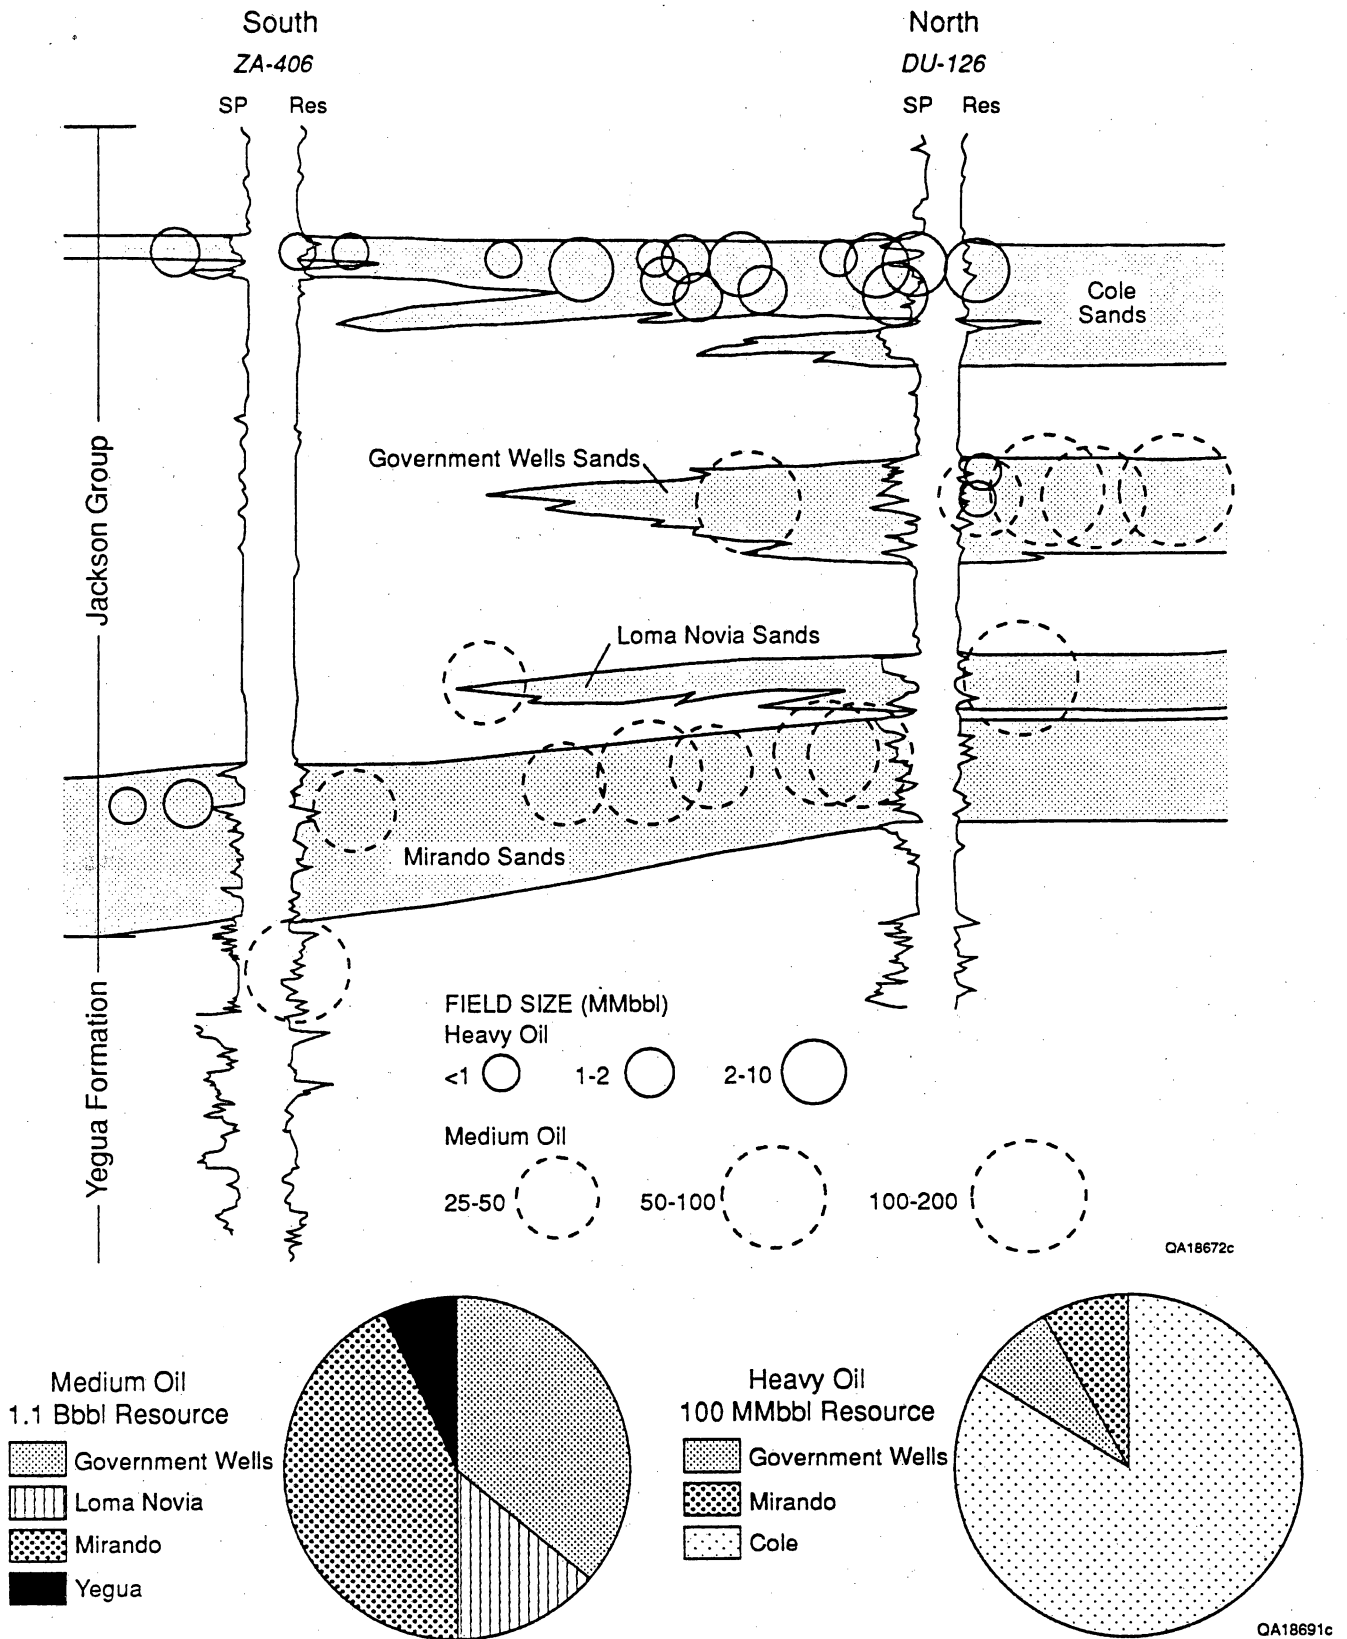 South
ZA-406
SP Res
North
DU-126
SP Res
Cole
Sands
Government Wells Sands
Jackson Group
Loma Novia Sands
Mirando Sands
Yegua Formation
FIELD SIZE (MMbbl)
Heavy Oil
<1 1-2 2-10
Medium Oil
25-50 50-100 100-200
QA18672c
Medium Oil
1.1 Bbbl Resource
Government Wells
Loma Novia
Mirando
Yegua
Heavy Oil
100 MMbbl Resource
Government Wells
Mirando
Cole
QA18691c